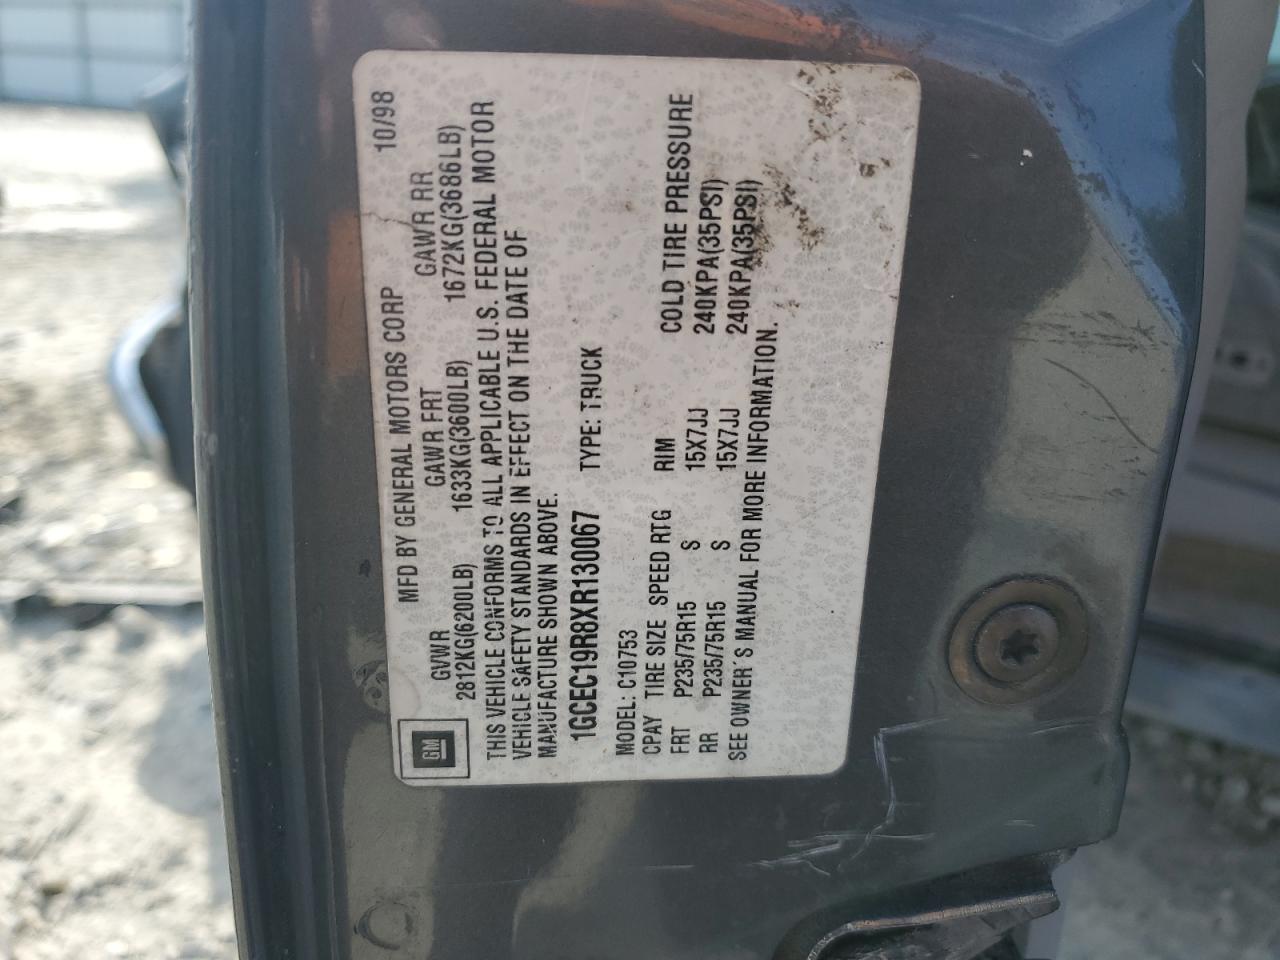 MFD BY GENERAL MOTORS CORP 10/98
GVWR GAWR FRT GAWR RR
2812KG(6200LB) 1633KG(3600LB) 1672KG(3686LB)
GM
THIS VEHICLE CONFORMS TO ALL APPLICABLE U.S. FEDERAL MOTOR
VEHICLE SAFETY STANDARDS IN EFFECT ON THE DATE OF
MANUFACTURE SHOWN ABOVE.
1GCEC19R8XR130067 TYPE: TRUCK
MODEL: C10753
CPAY TIRE SIZE SPEED RTG RIM COLD TIRE PRESSURE
FRT P235/75R15 S 15X7JJ 240KPA(35PSI)
RR P235/75R15 S 15X7JJ 240KPA(35PSI)
SEE OWNER'S MANUAL FOR MORE INFORMATION.